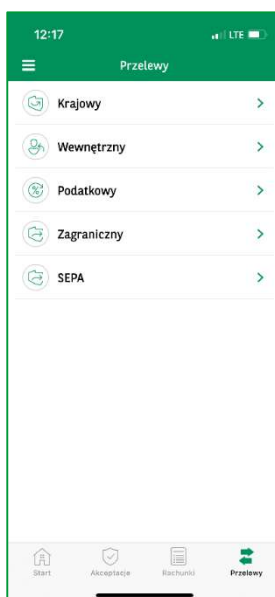 12:17
LTE
Przelewy
Krajowy
Wewnętrzny
Podatkowy
Zagraniczny
SEPA
Start
Akceptacje
Rachunki
Przelewy